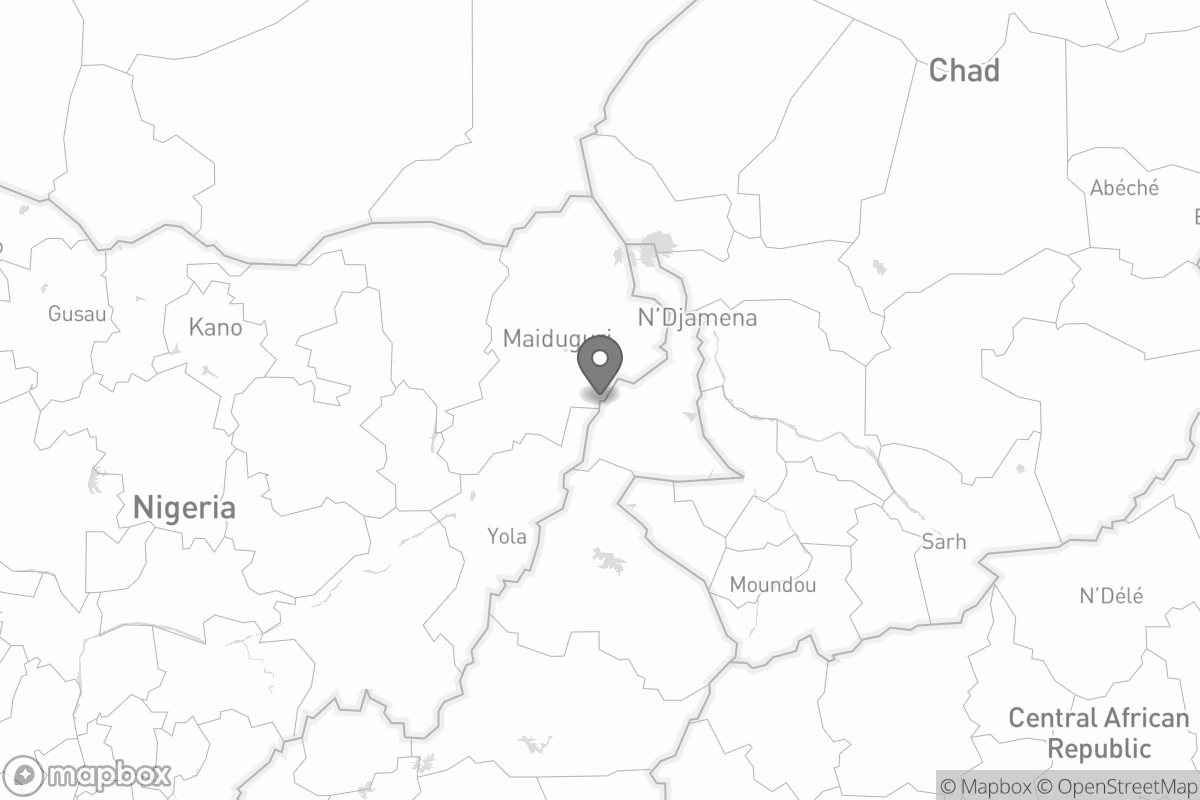 Chad
Abéché
Gusau
Kano
N'Djamena
Maiduguri
Nigeria
Yola
Sarh
Moundou
N'Délé
Central African
Republic
mapbox
© Mapbox © OpenStreetMap